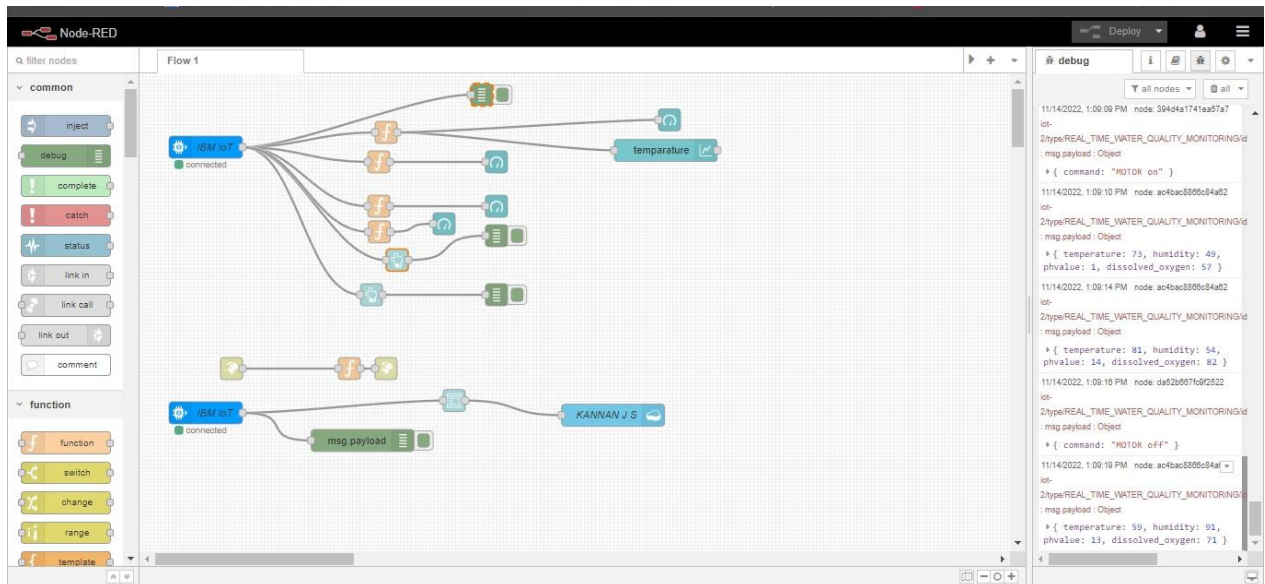 Node-RED
Deploy
filter nodes
Flow 1
debug
i
all nodes
all
common
inject
debug
complete
catch
status
link in
link call
link out
comment
function
function
switch
change
range
template
IBM IoT
connected
temparature
IBM IoT
connected
msg.payload
KANNAN J S
11/14/2022, 1:09:09 PM node: 394d4a1741ea57a7
iot-
2/type/REAL_TIME_WATER_QUALITY_MONITORING/id
: msg.payload : Object
{ command: "MOTOR on" }
11/14/2022, 1:09:10 PM node: ac4bac8866c84a62
iot-
2/type/REAL_TIME_WATER_QUALITY_MONITORING/id
: msg.payload : Object
{ temperature: 73, humidity: 49,
phvalue: 1, dissolved_oxygen: 57 }
11/14/2022, 1:09:14 PM node: ac4bac8866c84a62
iot-
2/type/REAL_TIME_WATER_QUALITY_MONITORING/id
: msg.payload : Object
{ temperature: 81, humidity: 54,
phvalue: 14, dissolved_oxygen: 82 }
11/14/2022, 1:09:16 PM node: da52b667fc9f2522
iot-
2/type/REAL_TIME_WATER_QUALITY_MONITORING/id
: msg.payload : Object
{ command: "MOTOR off" }
11/14/2022, 1:09:19 PM node: ac4bac8866c84a
iot-
2/type/REAL_TIME_WATER_QUALITY_MONITORING/id
: msg.payload : Object
{ temperature: 59, humidity: 91,
phvalue: 13, dissolved_oxygen: 71 }